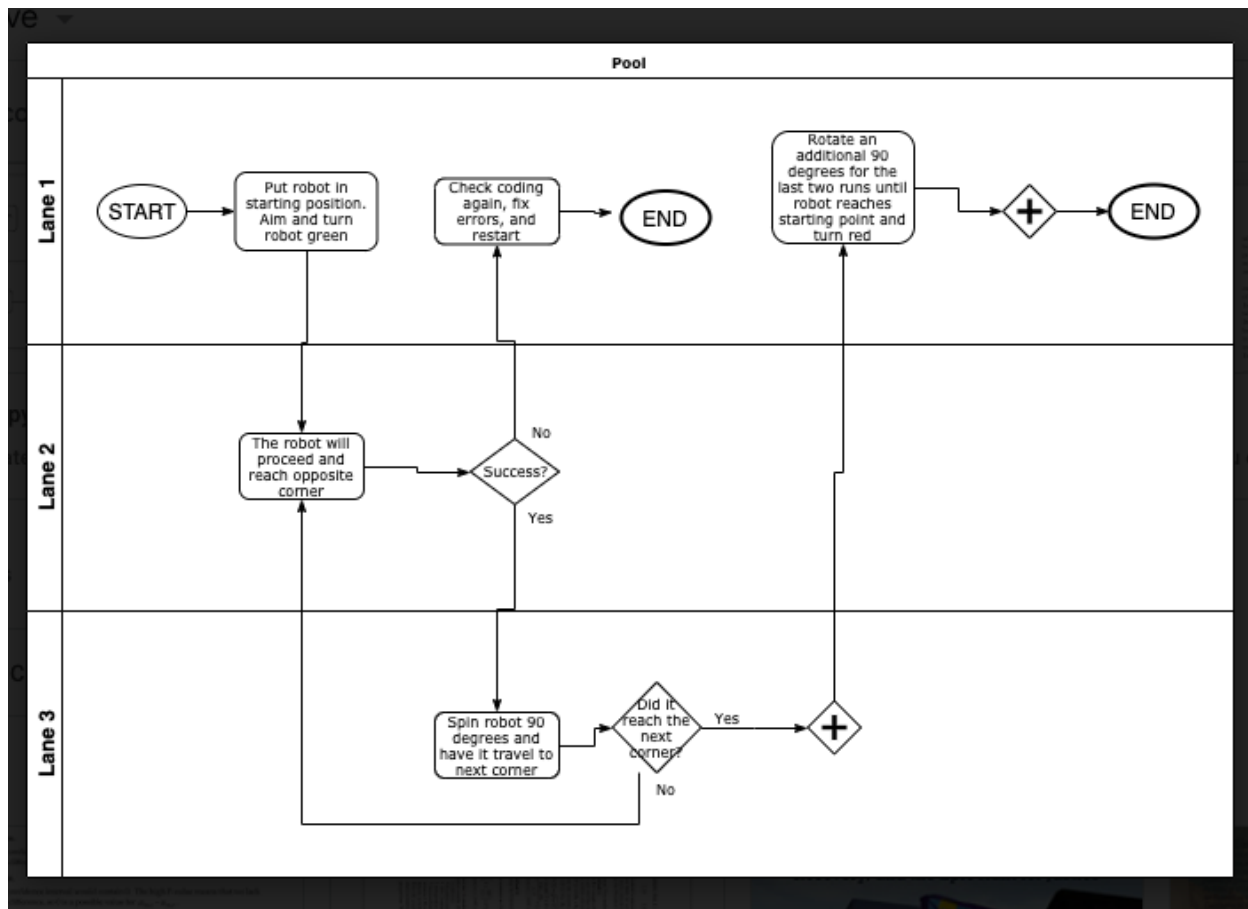 Pool
Lane 1
START
Put robot in
starting position.
Aim and turn
robot green
Check coding
again, fix
errors, and
restart
END
Rotate an
additional 90
degrees for the
last two runs until
robot reaches
starting point and
turn red
END
Lane 2
The robot will
proceed and
reach opposite
corner
Success?
No
Yes
Lane 3
Spin robot 90
degrees and
have it travel to
next corner
Did it
reach the
next
corner?
Yes
No